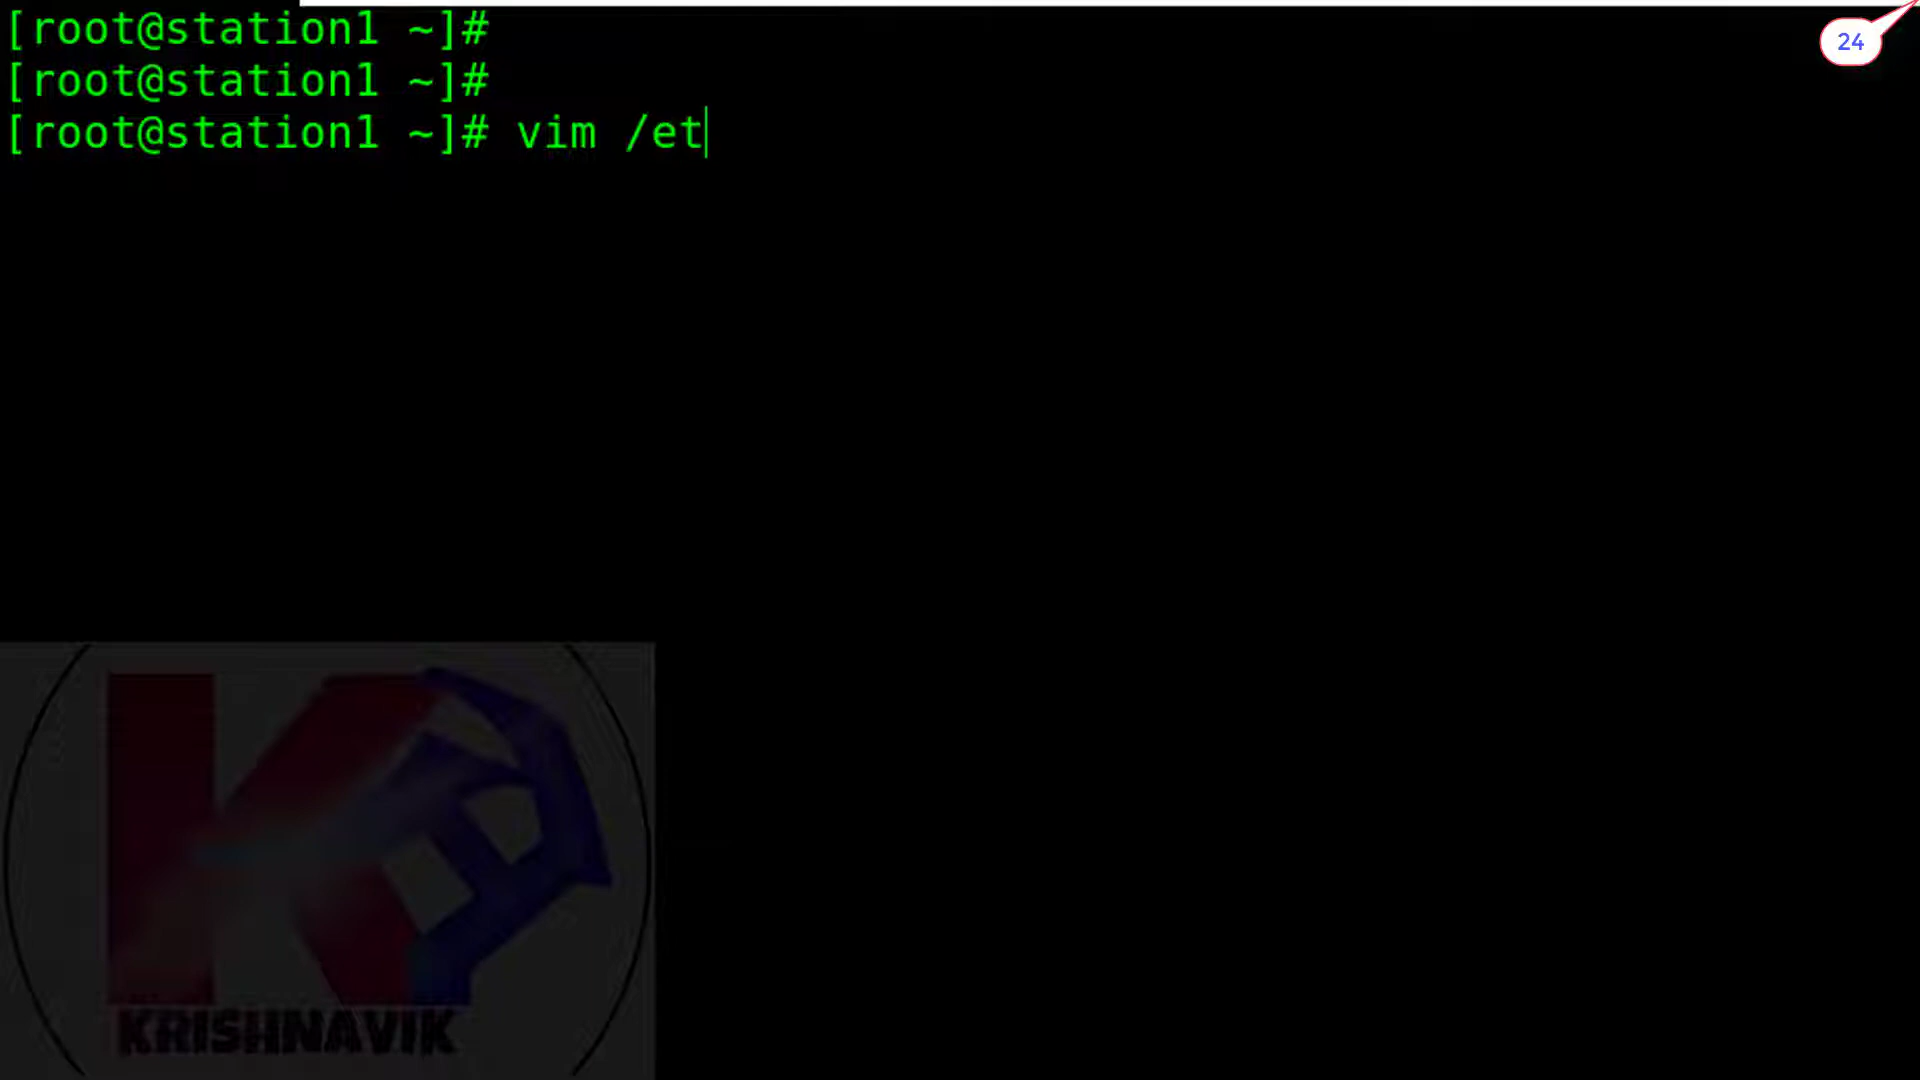 [root@station1 ~]#
24
[root@station1 ~]#
[root@station1 ~]# vim /et
KRISHNAVIK